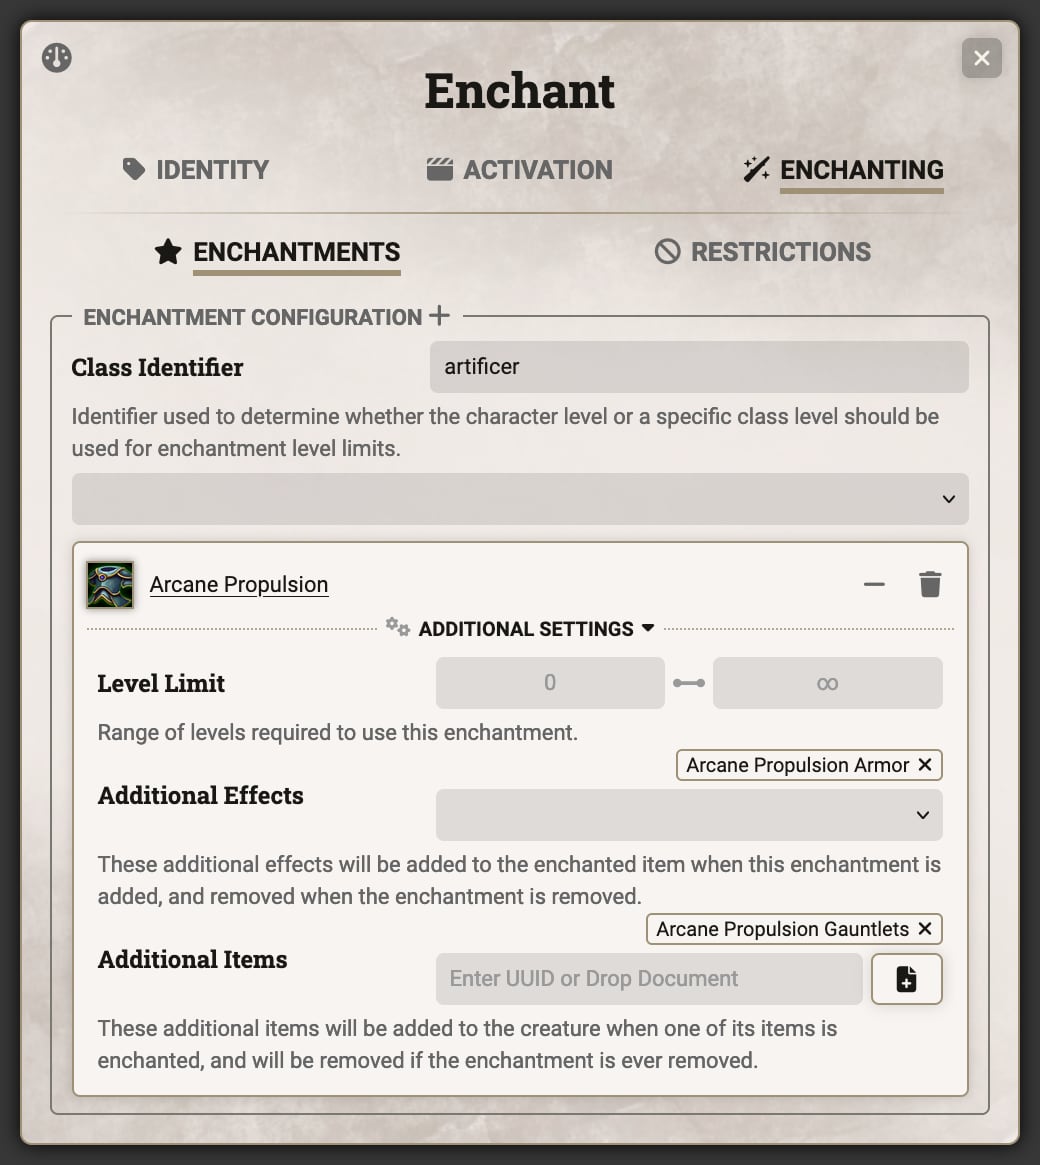 Enchant
IDENTITY
ACTIVATION
ENCHANTING
ENCHANTMENTS
RESTRICTIONS
ENCHANTMENT CONFIGURATION
Class Identifier
artificer
Identifier used to determine whether the character level or a specific class level should be
used for enchantment level limits.
Arcane Propulsion
ADDITIONAL SETTINGS
Level Limit
0
∞
Range of levels required to use this enchantment.
Arcane Propulsion Armor
Additional Effects
These additional effects will be added to the enchanted item when this enchantment is
added, and removed when the enchantment is removed.
Arcane Propulsion Gauntlets
Additional Items
Enter UUID or Drop Document
These additional items will be added to the creature when one of its items is
enchanted, and will be removed if the enchantment is ever removed.